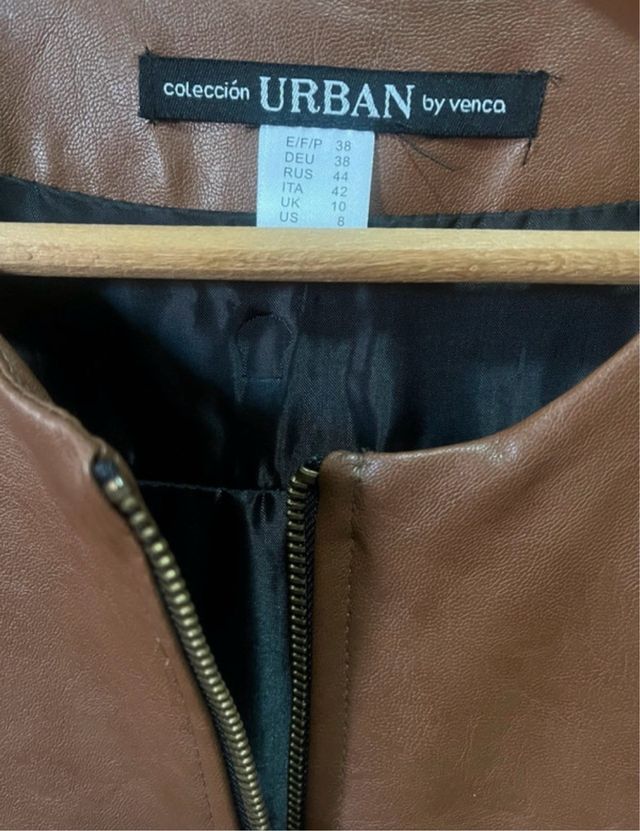 colección URBAN by venca
E/F/P 38
DEU 38
RUS 44
ITA 42
UK 10
US 8